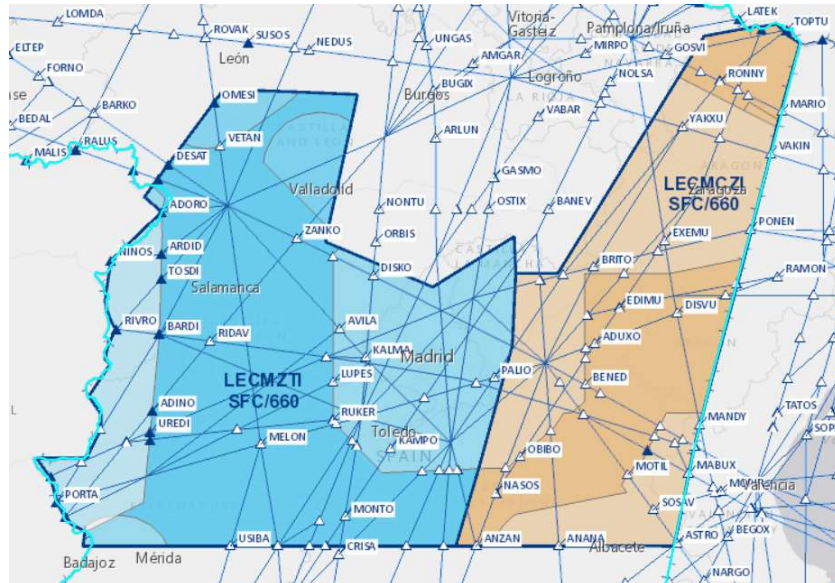 LOMDA
LATEK
ROVAK
Vitoria-
Gasteiz
Pamplona/Iruña
TOPTU
SUSOS
UNGAS
ELTEP
NEDUS
León
MIRPO
GOSVI
AMGAR
FORNO
Logroño
NOLSA
RONNY
BUGIX
OMESI
Burgos
BARKO
VABAR
MARIO
BEDAL
YAKXU
VETAN
ARLUN
RALUS
MALIS
VAKIN
DESAT
GASMO
Valladolid
LECMCZI
SFC/660
Zaragoza
ADORO
NONTU
OSTIX
BANEV
PONEN
ZANKO
ORBIS
EXEMU
NINOS
ARDID
BRITO
TOSDI
DISKO
RAMON
Salamanca
EDIMU
DISVU
RIVRO
BARDI
RIDAV
AVILA
ADUXO
KALMA
Madrid
LECMZTI
SFC/660
LUPES
PALIO
BENED
ADINO
RUKER
TATOS
UREDI
Toledo
MANDY
MELON
KAMPO
SPAIN
OBIBO
MOTIL
MABUX
PORTA
NASOS
Valencia
MONTO
SOSAV
USIBA
CRISA
ANZAN
ANANA
Albacete
ASTRO
BEGOX
Badajoz
Mérida
NARGO